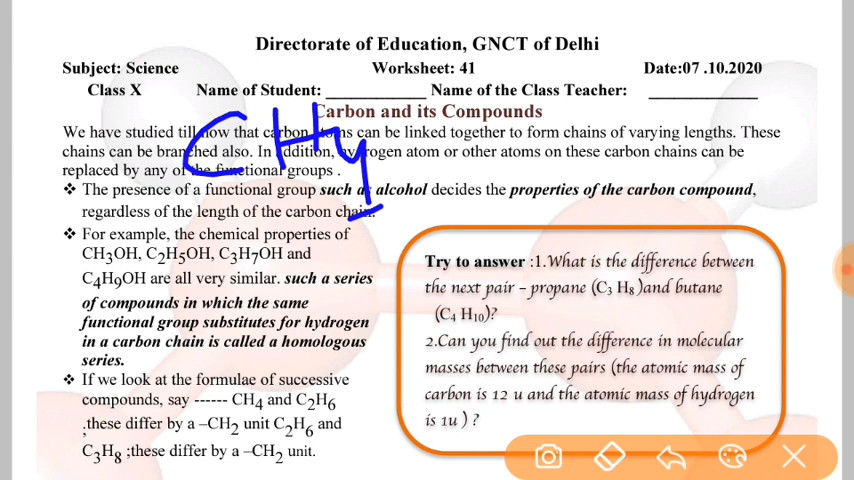 Directorate of Education, GNCT of Delhi
Subject: Science Worksheet: 41 Date:07 .10.2020
Class X Name of Student: ____________ Name of the Class Teacher: ____________
Carbon and its Compounds
CH4
We have studied till now that carbon atoms can be linked together to form chains of varying lengths. These
chains can be branched also. In addition, hydrogen atom or other atoms on these carbon chains can be
replaced by any of the functional groups .
❖ The presence of a functional group such as alcohol decides the properties of the carbon compound,
regardless of the length of the carbon chain.
❖ For example, the chemical properties of
CH3OH, C2H5OH, C3H7OH and
C4H9OH are all very similar. such a series
of compounds in which the same
functional group substitutes for hydrogen
in a carbon chain is called a homologous
series.
❖ If we look at the formulae of successive
compounds, say ------ CH4 and C2H6
,these differ by a –CH2 unit C2H6 and
C3H8 ;these differ by a –CH2 unit.
Try to answer :1.What is the difference between
the next pair – propane (C3 H8 )and butane
(C4 H10)?
2.Can you find out the difference in molecular
masses between these pairs (the atomic mass of
carbon is 12 u and the atomic mass of hydrogen
is 1u ) ?